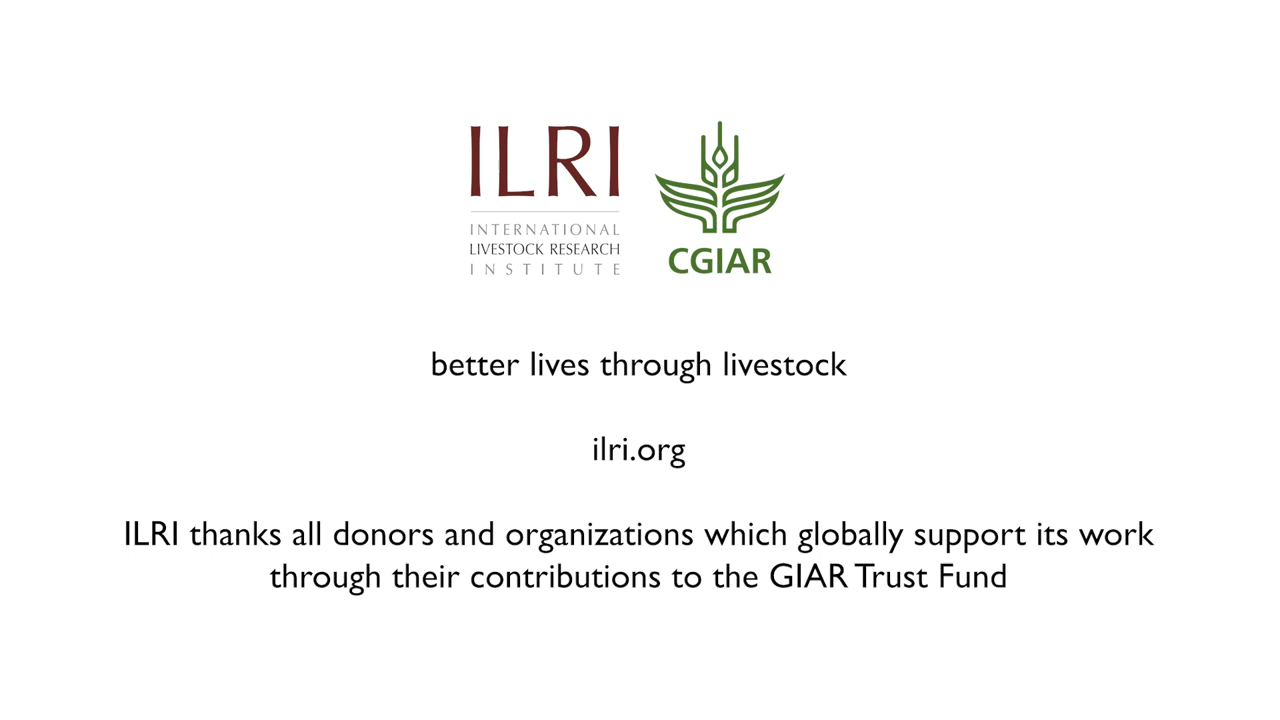 ILRI
INTERNATIONAL
LIVESTOCK RESEARCH
INSTITUTE
CGIAR
better lives through livestock
ilri.org
ILRI thanks all donors and organizations which globally support its work
through their contributions to the GIAR Trust Fund